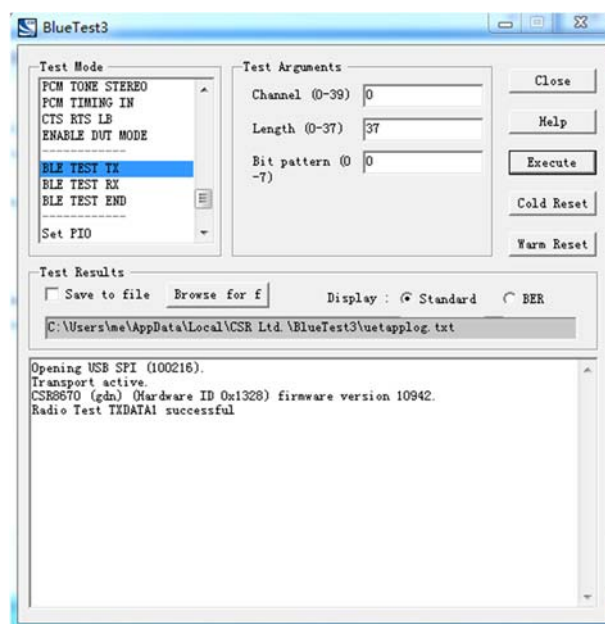 BlueTest3
Test Mode
PCM TONE STEREO
PCM TIMING IN
CTS RTS LB
ENABLE DUT MODE
------------
BLE TEST TX
BLE TEST RX
BLE TEST END
------------
Set PIO
Test Arguments
Channel (0-39) 0
Length (0-37) 37
Bit pattern (0
-7) 0
Close
Help
Execute
Cold Reset
Warm Reset
Test Results
Save to file Browse for f Display : Standard BER
C:\Users\me\AppData\Local\CSR Ltd.\BlueTest3\uetapplog.txt
Opening USB SPI (100216).
Transport active.
CSR8670 (gdn) (Hardware ID 0x1328) firmware version 10942.
Radio Test TXDATA1 successful